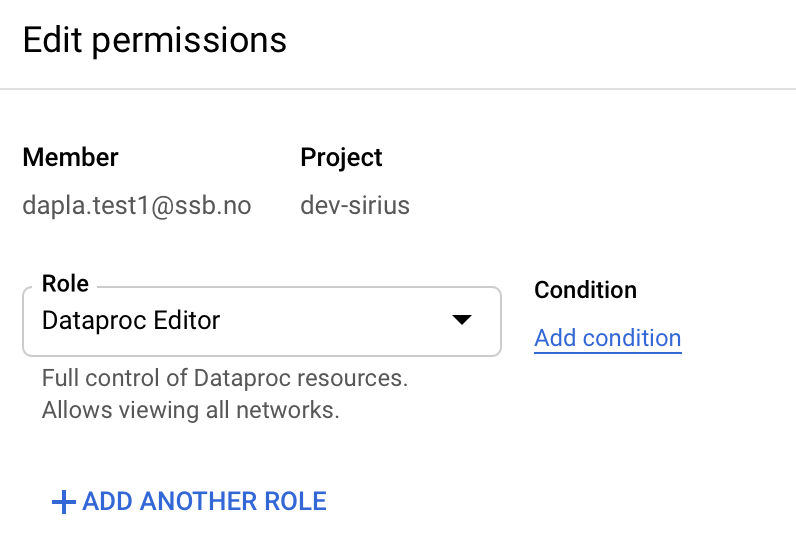 Edit permissions
Member
Project
dapla.test1@ssb.no
dev-sirius
Role
Dataproc Editor
Condition
Add condition
Full control of Dataproc resources.
Allows viewing all networks.
ADD ANOTHER ROLE